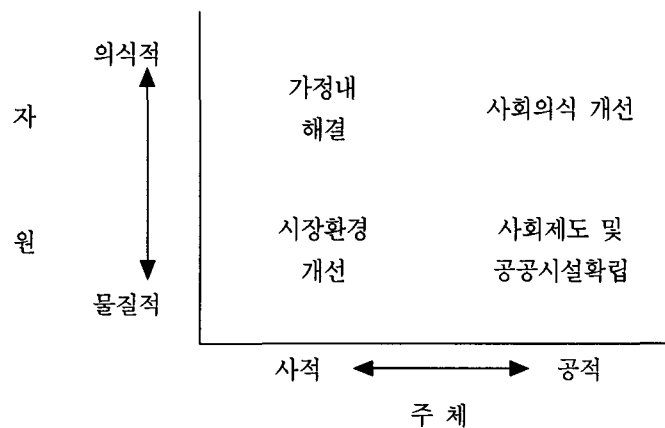 의식적
가정내
해결
사회의식 개선
자
원
시장환경
개선
사회제도 및
공공시설확립
물질적
사적
공적
주 체